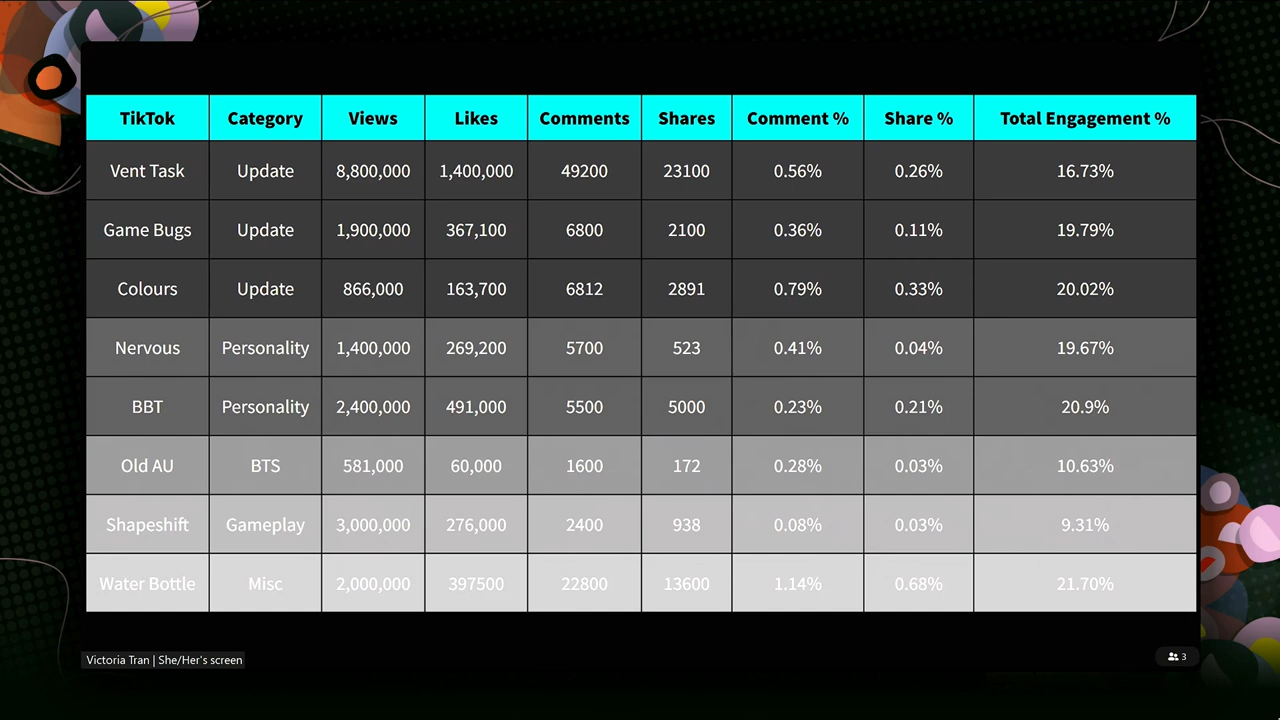 TikTok Category Views Likes Comments Shares Comment % Share % Total Engagement %
Vent Task Update 8,800,000 1,400,000 49200 23100 0.56% 0.26% 16.73%
Game Bugs Update 1,900,000 367,100 6800 2100 0.36% 0.11% 19.79%
Colours Update 866,000 163,700 6812 2891 0.79% 0.33% 20.02%
Nervous Personality 1,400,000 269,200 5700 523 0.41% 0.04% 19.67%
BBT Personality 2,400,000 491,000 5500 5000 0.23% 0.21% 20.9%
Old AU BTS 581,000 60,000 1600 172 0.28% 0.03% 10.63%
Shapeshift Gameplay 3,000,000 276,000 2400 938 0.08% 0.03% 9.31%
Water Bottle Misc 2,000,000 397500 22800 13600 1.14% 0.68% 21.70%
Victoria Tran | She/Her's screen
3